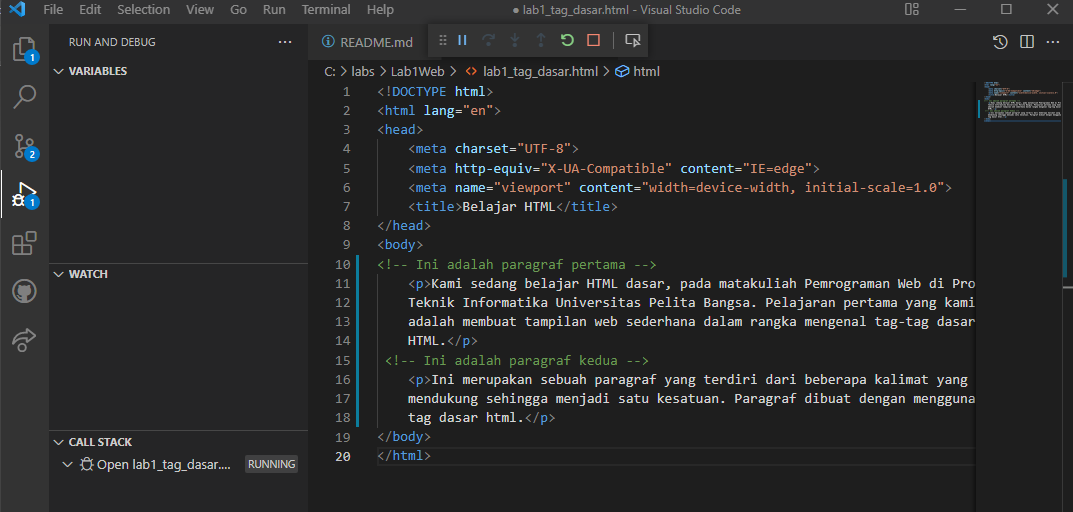 File Edit Selection View Go Run Terminal Help
● lab1_tag_dasar.html - Visual Studio Code
RUN AND DEBUG
README.md
VARIABLES
C: > labs > Lab1Web > lab1_tag_dasar.html > html
1 <!DOCTYPE html>
2 <html lang="en">
3 <head>
4 <meta charset="UTF-8">
5 <meta http-equiv="X-UA-Compatible" content="IE=edge">
6 <meta name="viewport" content="width=device-width, initial-scale=1.0">
7 <title>Belajar HTML</title>
8 </head>
9 <body>
10 <!-- Ini adalah paragraf pertama -->
11 <p>Kami sedang belajar HTML dasar, pada matakuliah Pemrograman Web di Pro
12 Teknik Informatika Universitas Pelita Bangsa. Pelajaran pertama yang kami
13 adalah membuat tampilan web sederhana dalam rangka mengenal tag-tag dasar
14 HTML.</p>
15 <!-- Ini adalah paragraf kedua -->
16 <p>Ini merupakan sebuah paragraf yang terdiri dari beberapa kalimat yang
17 mendukung sehingga menjadi satu kesatuan. Paragraf dibuat dengan mengguna
18 tag dasar html.</p>
19 </body>
20 </html>
1
2
1
WATCH
CALL STACK
Open lab1_tag_dasar.... RUNNING